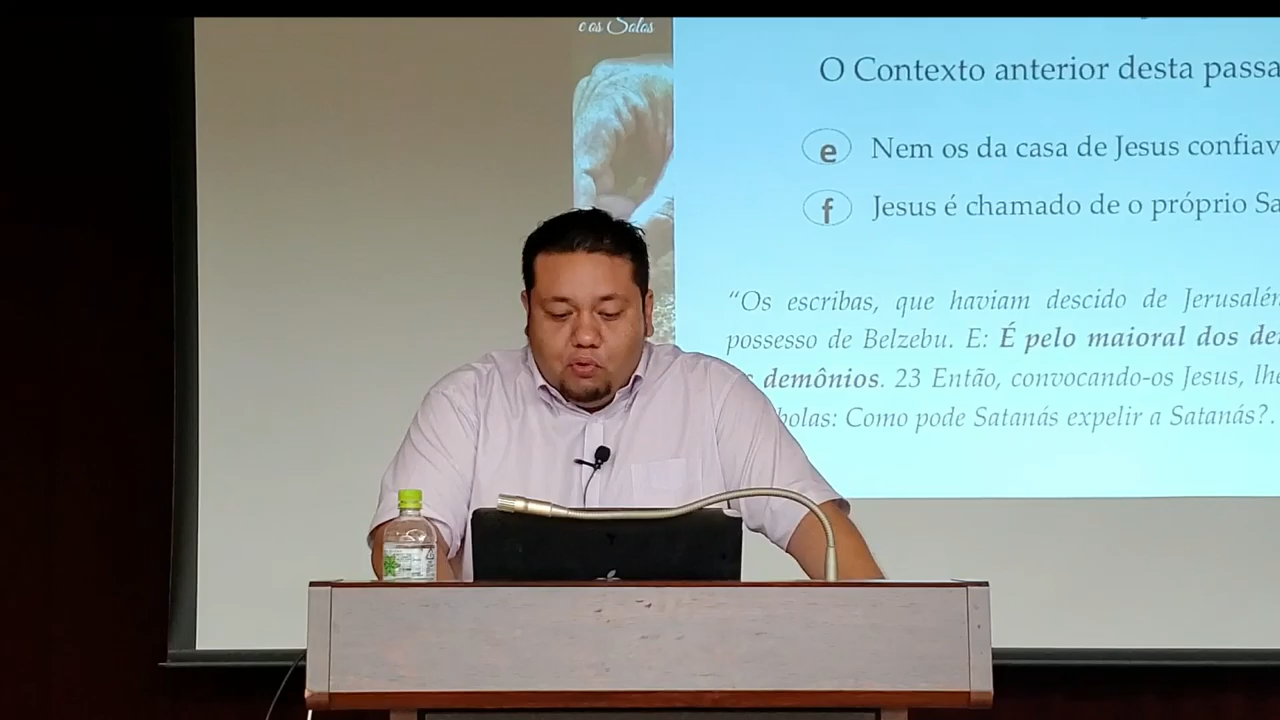 e os Solos
O Contexto anterior desta passa
e Nem os da casa de Jesus confiav
f Jesus é chamado de o próprio Sa
“Os escribas, que haviam descido de Jerusalém
possesso de Belzebu. E: É pelo maioral dos de
demônios. 23 Então, convocando-os Jesus, lhe
bolas: Como pode Satanás expelir a Satanás?.